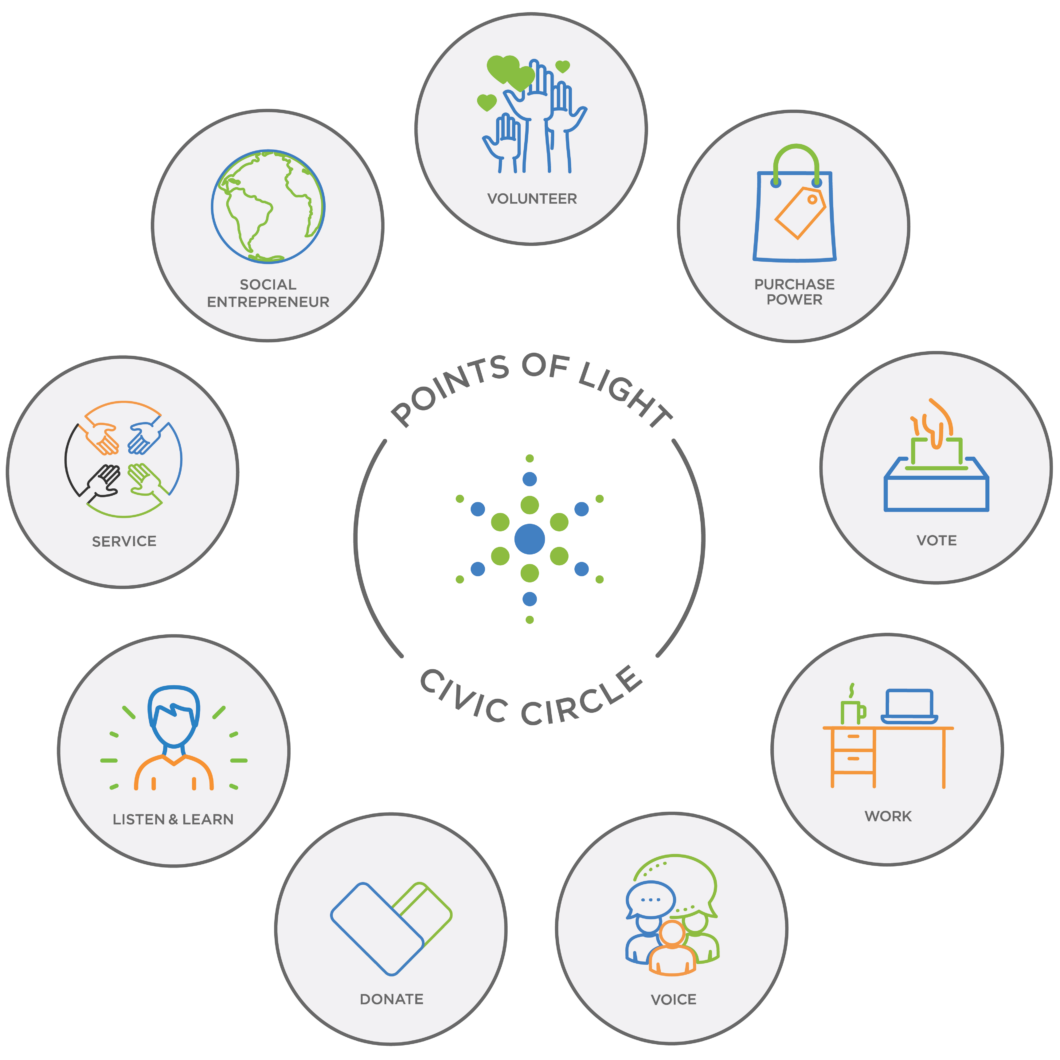 VOLUNTEER
SOCIAL
ENTREPRENEUR
PURCHASE
POWER
POINTS OF LIGHT
SERVICE
VOTE
CIVIC CIRCLE
LISTEN & LEARN
WORK
DONATE
VOICE